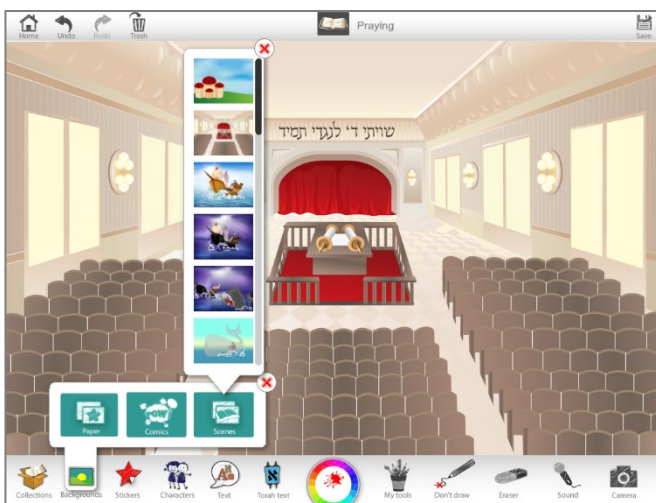 Home Undo Redo Trash
Praying
Save
שויתי ד' לנגדי תמיד
POW
Paper Comics Scenes
Collections Backgrounds Stickers Characters Text Torah text My tools Don't draw Eraser Sound Camera